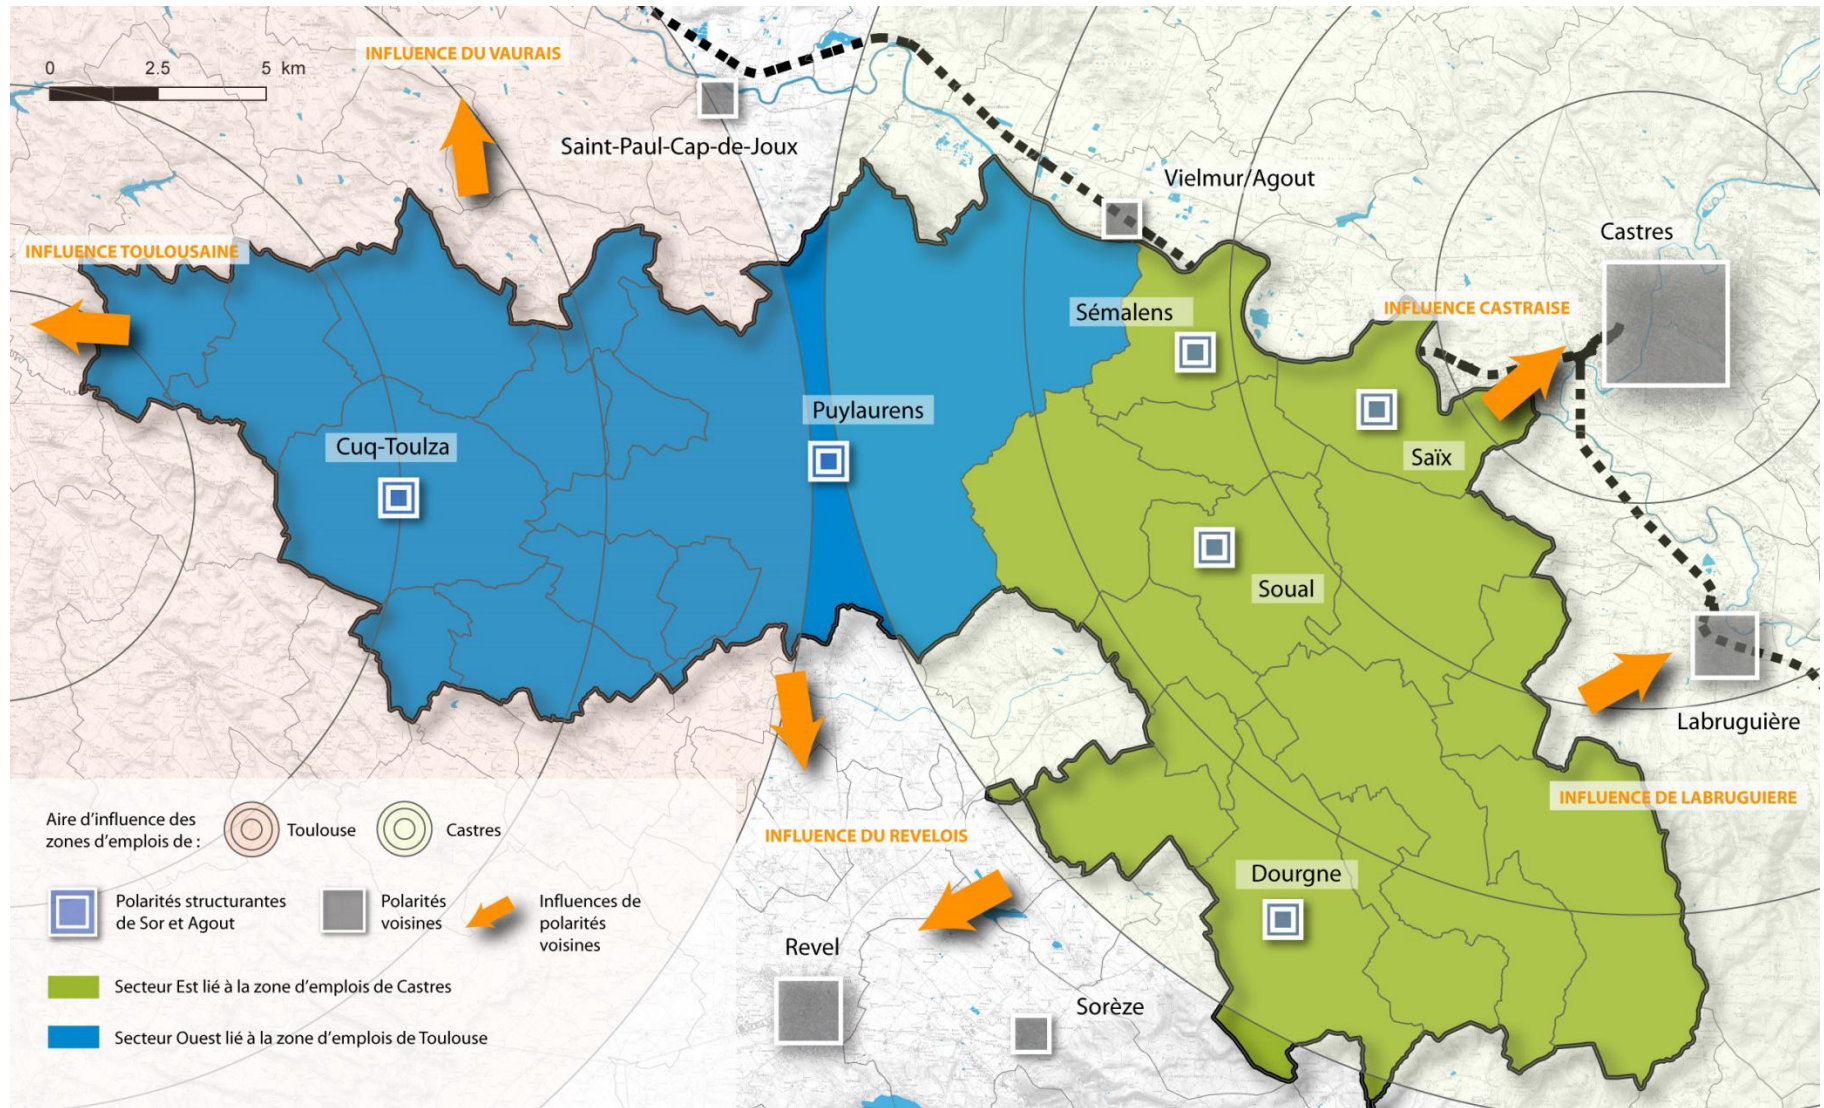 INFLUENCE DU VAURAIS
0 2.5 5 km
Saint-Paul-Cap-de-Joux
Vielmur/Agout
Castres
INFLUENCE TOULOUSAINE
Sémalens
INFLUENCE CASTRAISE
Puylaurens
Cuq-Toulza
Saïx
Soual
Labruguière
INFLUENCE DE LABRUGUIERE
INFLUENCE DU REVELOIS
Dourgne
Revel
Sorèze
Aire d'influence des
zones d'emplois de :
Toulouse
Castres
Polarités structurantes
de Sor et Agout
Polarités
voisines
Influences de
polarités
voisines
Secteur Est lié à la zone d'emplois de Castres
Secteur Ouest lié à la zone d'emplois de Toulouse